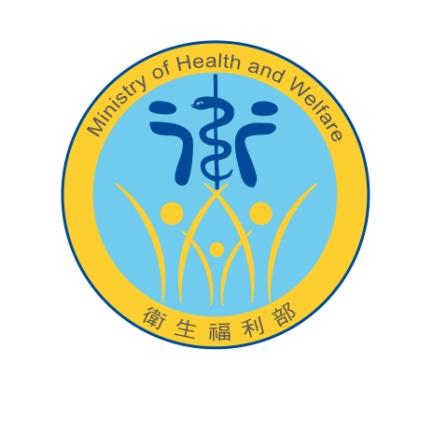 Ministry of Health and Welfare
衛生福利部